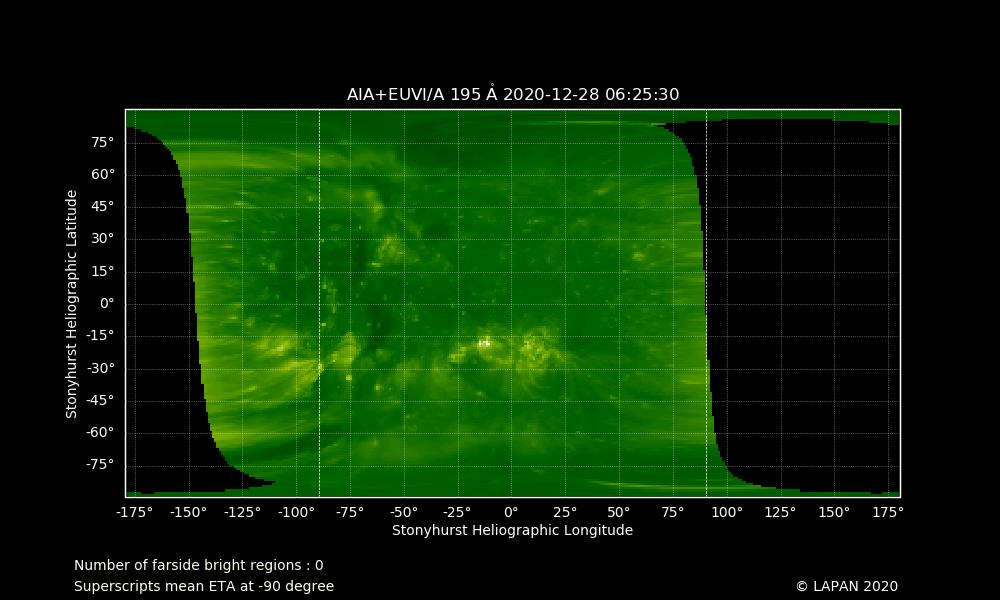 AIA+EUVI/A 195 Å 2020-12-28 06:25:30
Stonyhurst Heliographic Latitude
75°
60°
45°
30°
15°
0°
-15°
-30°
-45°
-60°
-75°
-175° -150° -125° -100° -75° -50° -25° 0° 25° 50° 75° 100° 125° 150° 175°
Stonyhurst Heliographic Longitude
Number of farside bright regions : 0
Superscripts mean ETA at -90 degree
© LAPAN 2020